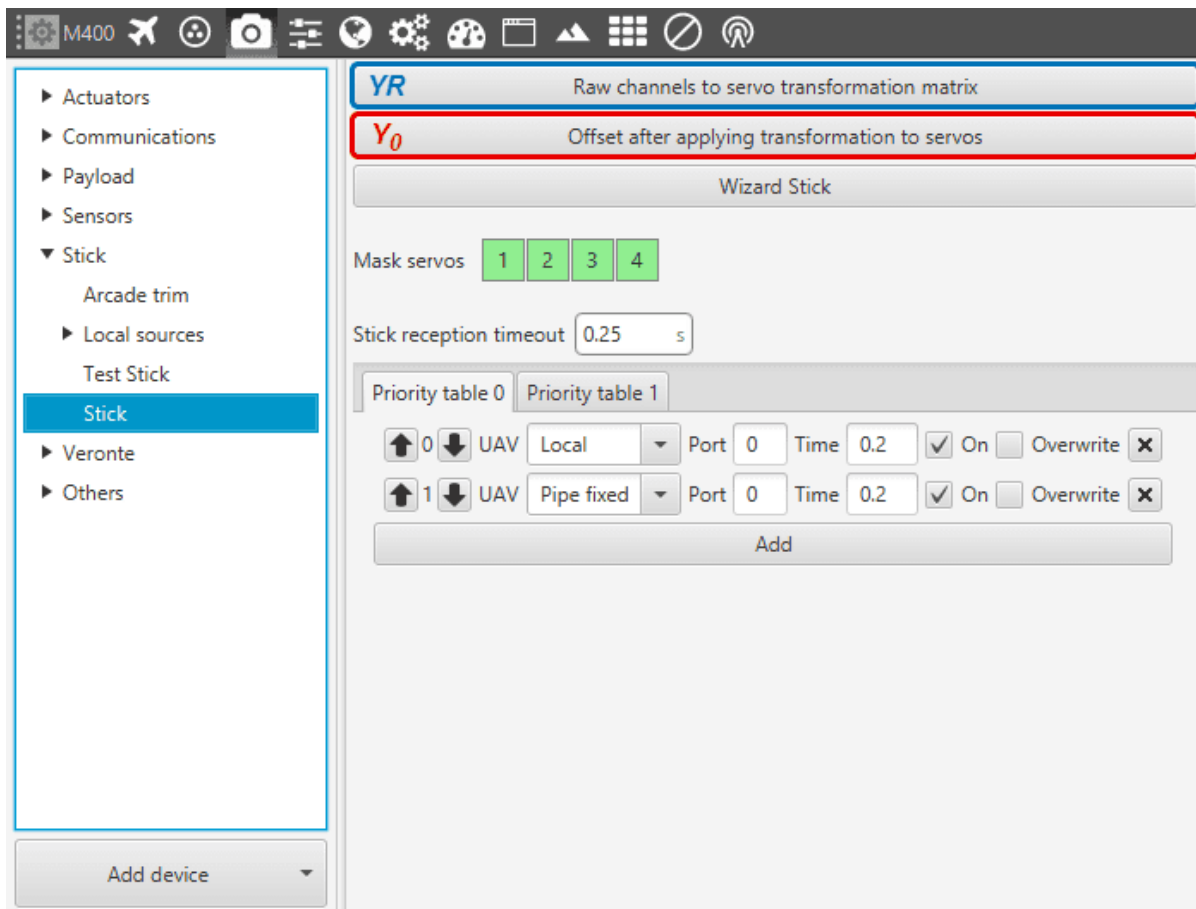 M400
Actuators
Communications
Payload
Sensors
Stick
Arcade trim
Local sources
Test Stick
Stick
Veronte
Others
Add device
YR Raw channels to servo transformation matrix
Y0 Offset after applying transformation to servos
Wizard Stick
Mask servos 1 2 3 4
Stick reception timeout 0.25 s
Priority table 0 Priority table 1
0 UAV Local Port 0 Time 0.2 On Overwrite
1 UAV Pipe fixed Port 0 Time 0.2 On Overwrite
Add